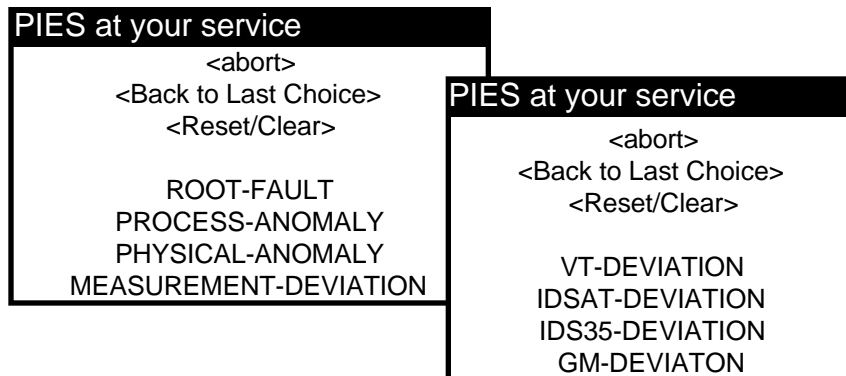 PIES at your service
<abort>
<Back to Last Choice>
<Reset/Clear>
ROOT-FAULT
PROCESS-ANOMALY
PHYSICAL-ANOMALY
MEASUREMENT-DEVIATION
PIES at your service
<abort>
<Back to Last Choice>
<Reset/Clear>
VT-DEVIATION
IDSAT-DEVIATION
IDS35-DEVIATION
GM-DEVIATON